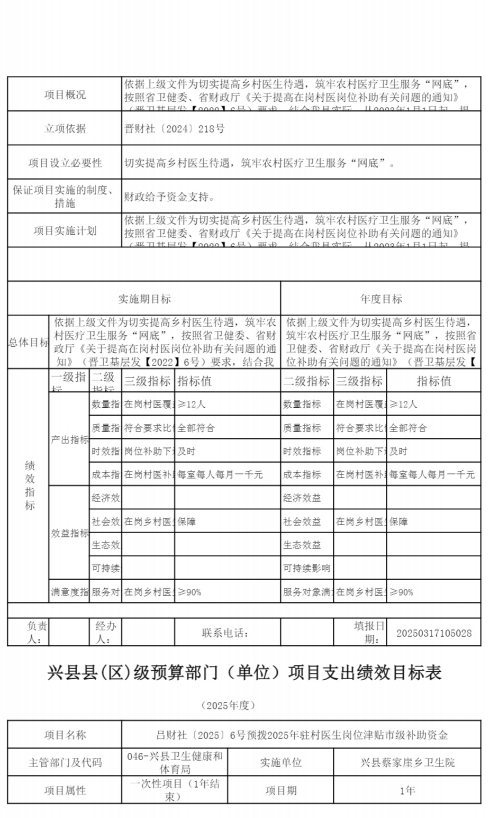 项目概况
依据上级文件为切实提高乡村医生待遇，筑牢农村医疗卫生服务“网底”，
按照省卫健委、省财政厅《关于提高在岗村医岗位补助有关问题的通知》
立项依据
晋财社〔2024〕218号
项目设立必要性
切实提高乡村医生待遇，筑牢农村医疗卫生服务“网底”。
保证项目实施的制度、
措施
财政给予资金支持。
项目实施计划
依据上级文件为切实提高乡村医生待遇，筑牢农村医疗卫生服务“网底”，
按照省卫健委、省财政厅《关于提高在岗村医岗位补助有关问题的通知》
实施期目标 年度目标
总体目标
依据上级文件为切实提高乡村医生待遇，筑牢农
村医疗卫生服务“网底”，按照省卫健委、省财
政厅《关于提高在岗村医岗位补助有关问题的通
知》（晋卫基层发【2022】6号）要求，结合我
依据上级文件为切实提高乡村医生待遇，筑
牢农村医疗卫生服务“网底”，按照省
卫健委、省财政厅《关于提高在岗村医岗
位补助有关问题的通知》（晋卫基层发【
绩效指标
一级指标 二级指标 三级指标 指标值 二级指标 三级指标 指标值
产出指标
数量指 在岗村医覆 ≥12人 数量指标 在岗村医 ≥12人
质量指 符合要求比 全部符合 质量指标 符合要求 全部符合
时效指 岗位补助下 及时 时效指标 岗位补助 及时
成本指 在岗村医补 每室每人每月一千元 成本指标 在岗村医 每室每人每月一千元
效益指标
经济效 经济效益
社会效 在岗乡村医 保障 社会效益 在岗乡村医 保障
生态效 生态效益
可持续 可持续影响
满意度指 服务对 在岗乡村医 ≥90% 服务对象满 在岗乡村医 ≥90%
负责人： 经办人： 联系电话： 填报日期： 20250317105028
兴县县(区)级预算部门（单位）项目支出绩效目标表
（2025年度）
项目名称 吕财社〔2025〕6号预拨2025年驻村医生岗位津贴市级补助资金
主管部门及代码 046-兴县卫生健康和体育局 实施单位 兴县蔡家崖乡卫生院
项目属性 一次性项目（1年结束） 项目期 1年